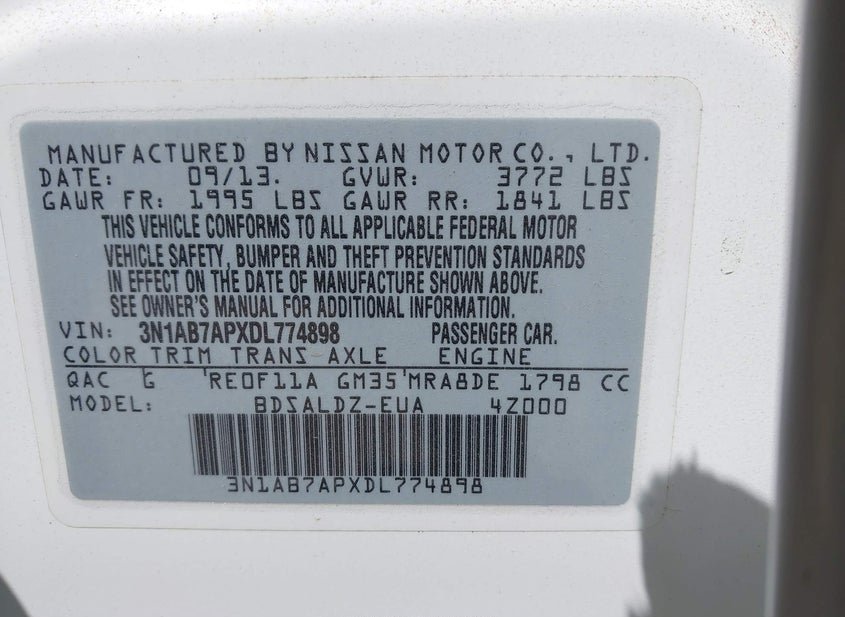 MANUFACTURED BY NISSAN MOTOR CO., LTD.
DATE: 09/13. GVWR: 3772 LBS
GAWR FR: 1995 LBS GAWR RR: 1841 LBS
THIS VEHICLE CONFORMS TO ALL APPLICABLE FEDERAL MOTOR
VEHICLE SAFETY, BUMPER AND THEFT PREVENTION STANDARDS
IN EFFECT ON THE DATE OF MANUFACTURE SHOWN ABOVE.
SEE OWNER'S MANUAL FOR ADDITIONAL INFORMATION.
VIN: 3N1AB7APXDL774898 PASSENGER CAR.
COLOR TRIM TRANS AXLE ENGINE
QAC G 'RE0F11A GM35'MRA8DE 1798 CC
MODEL: BDSALDZ-EUA 4Z000
3N1AB7APXDL774898